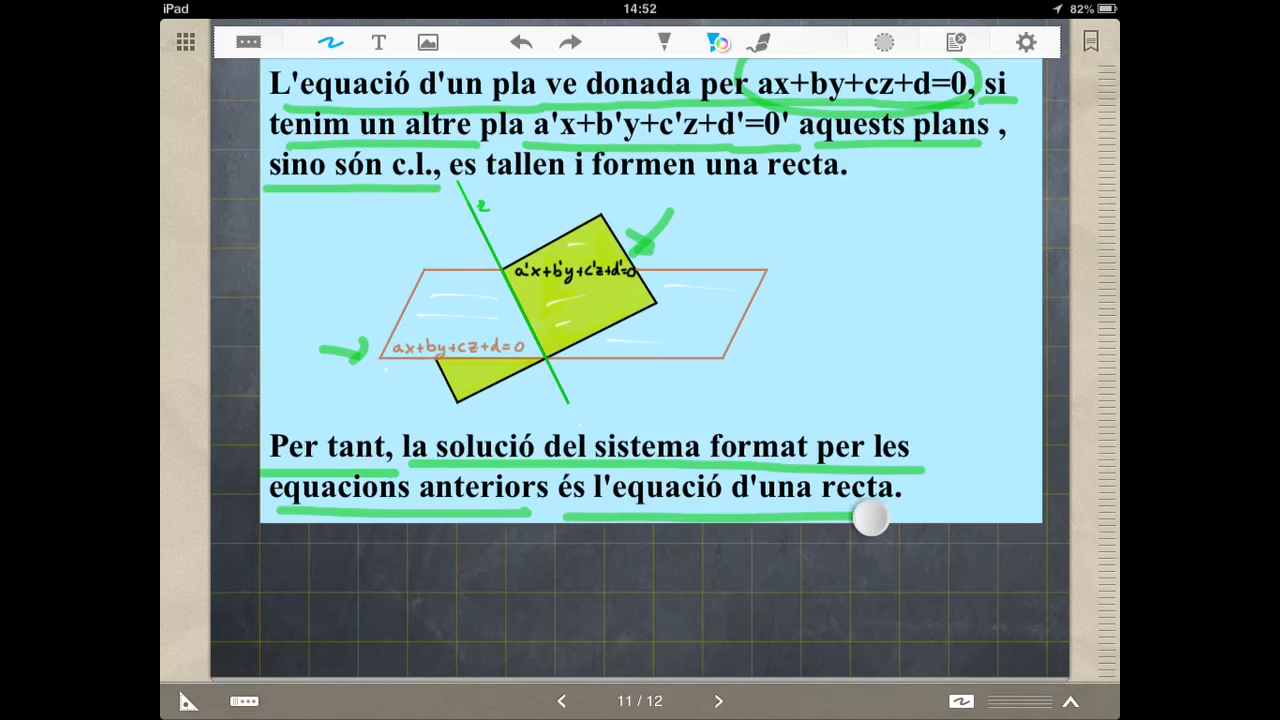 iPad
14:52
82%
T
L'equació d'un pla ve donada per ax+by+cz+d=0, si
tenim un altre pla a'x+b'y+c'z+d'=0' aquests plans ,
sino són c.l., es tallen i formen una recta.
r
a'x+b'y+c'z+d'=0
ax+by+cz+d=0
Per tant, la solució del sistema format per les
equacions anteriors és l'equació d'una recta.
11 / 12